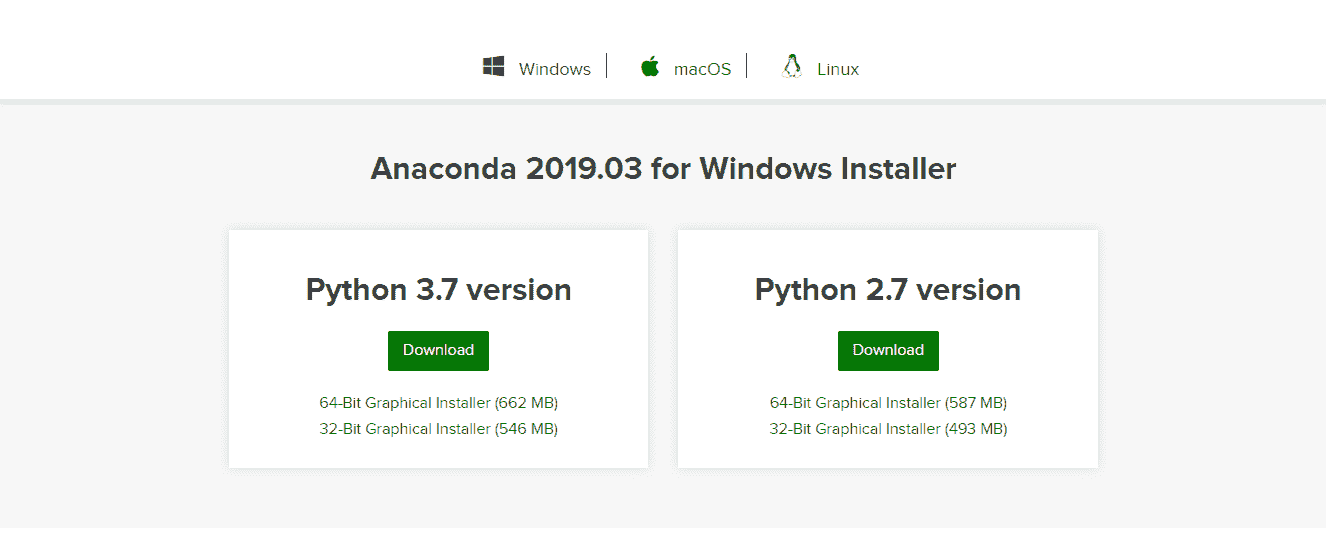 Windows macOS Linux
Anaconda 2019.03 for Windows Installer
Python 3.7 version
Download
64-Bit Graphical Installer (662 MB)
32-Bit Graphical Installer (546 MB)
Python 2.7 version
Download
64-Bit Graphical Installer (587 MB)
32-Bit Graphical Installer (493 MB)